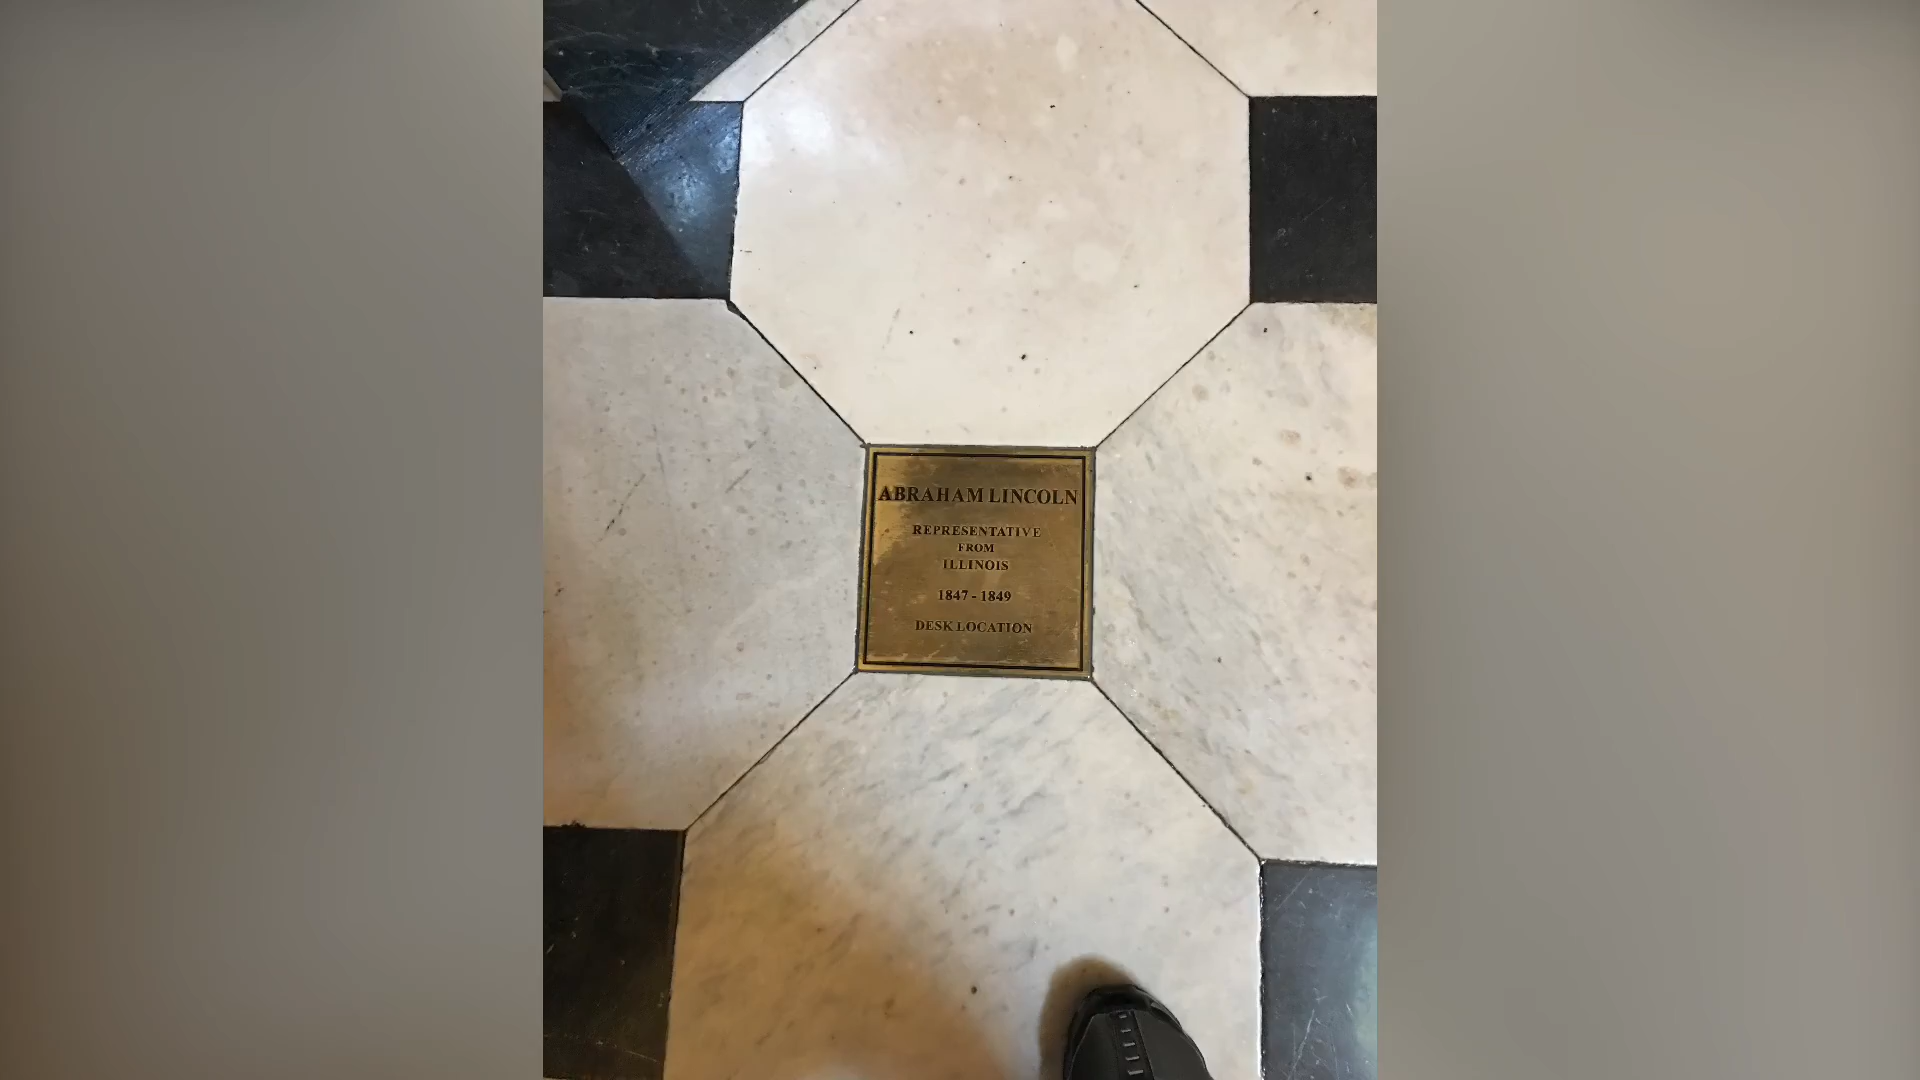 ABRAHAM LINCOLN
REPRESENTATIVE
FROM
ILLINOIS
1847 - 1849
DESK LOCATION